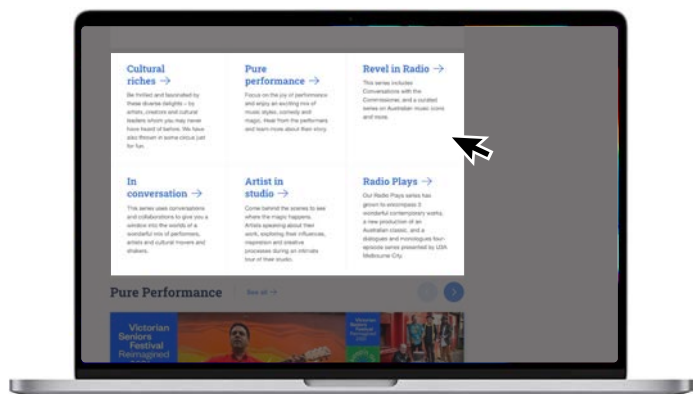 Cultural
riches →
Be thrilled and fascinated by
these diverse delights – by
artists, creators and cultural
leaders whom you may never
have heard of before. We have
also thrown in some circus just
for fun.
Pure
performance →
Focus on the joy of performance
and enjoy an exciting mix of
music styles, comedy and
magic. Hear from the performers
and learn more about their story.
Revel in Radio →
This series includes
Conversations with the
Commissioner, and a curated
series on Australian music icons
and more.
In
conversation →
This series uses conversations
and collaborations to give you a
window into the worlds of a
wonderful mix of performers,
artists and cultural movers and
shakers.
Artist in
studio →
Come behind the scenes to see
where the magic happens.
Artists speaking about their
work, exploring their influences,
inspiration and creative
processes during an intimate
tour of their studio.
Radio Plays →
Our Radio Plays series has
grown to encompass 3
wonderful contemporary works,
a new production of an
Australian classic, and a
dialogues and monologues four-
episode series presented by U3A
Melbourne City.
Pure Performance
See all →
Victorian
Seniors
Festival
Reimagined
Victorian
Seniors
Festival
Reimagined